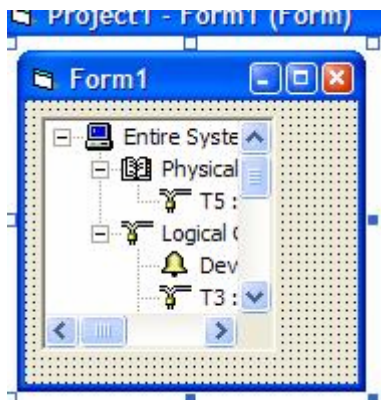 Project1 - Form1 (Form)
Form1
Entire Syste
Physical
T5 :
Logical (
Dev
T3 :